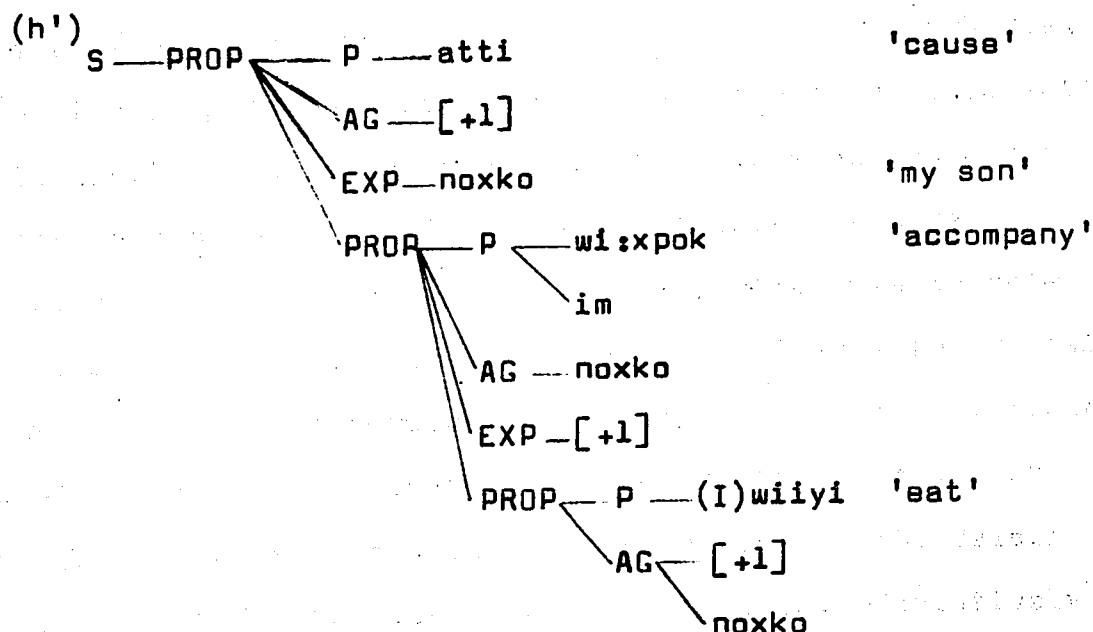 (h')
S PROP P atti 'cause'
AG [+1]
EXP noxko 'my son'
PROP P wi:xpok 'accompany'
im
AG noxko
EXP [+1]
PROP P (I)wiiyi 'eat'
AG [+1]
noxko